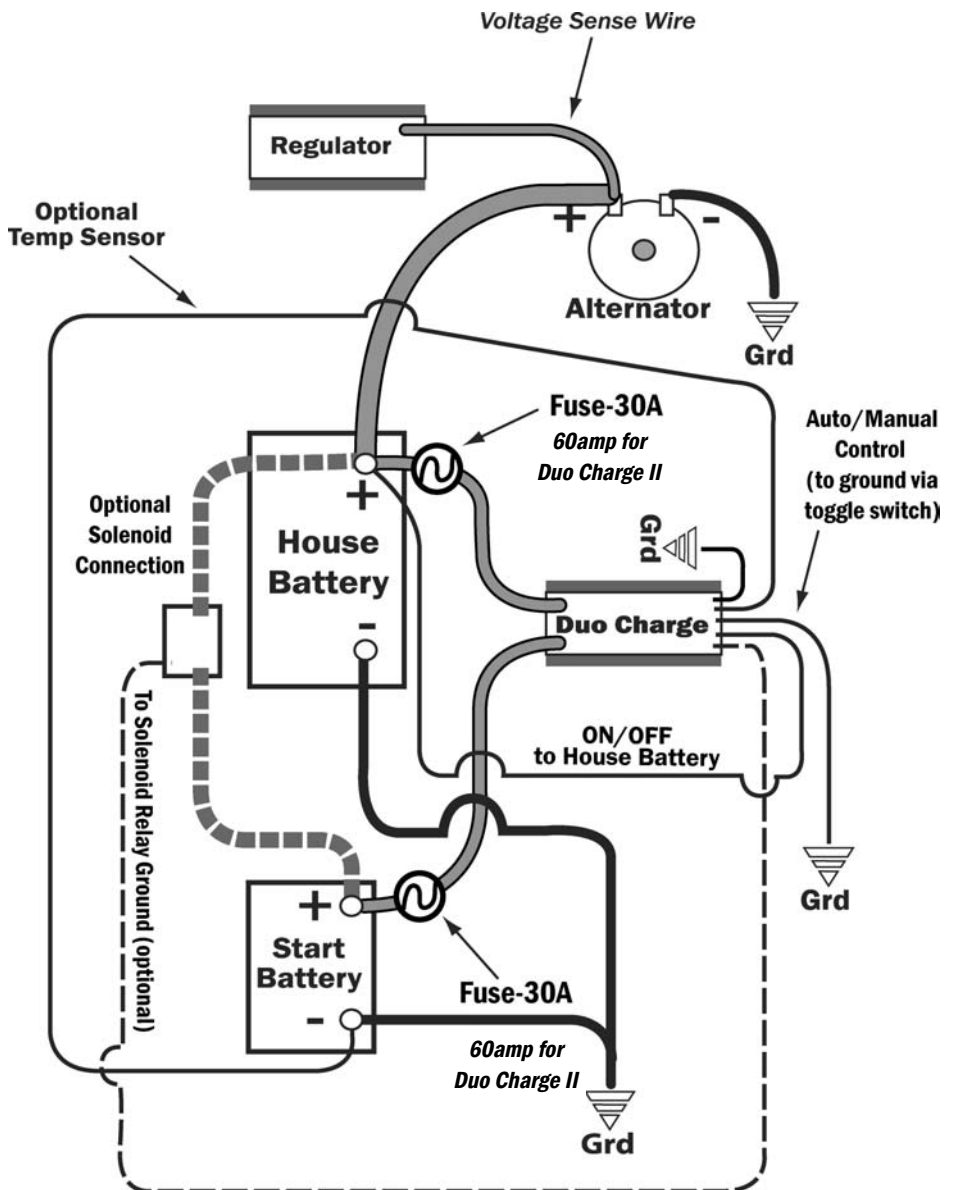 Voltage Sense Wire
Regulator
Optional
Temp Sensor
+
-
Alternator
Grd
Fuse-30A
60amp for
Duo Charge II
Auto/Manual
Control
(to ground via
toggle switch)
Optional
Solenoid
Connection
+
House
Battery
-
Grd
Duo Charge
To Solenoid Relay Ground (optional)
ON/OFF
to House Battery
Grd
+
Start
Battery
-
Fuse-30A
60amp for
Duo Charge II
Grd